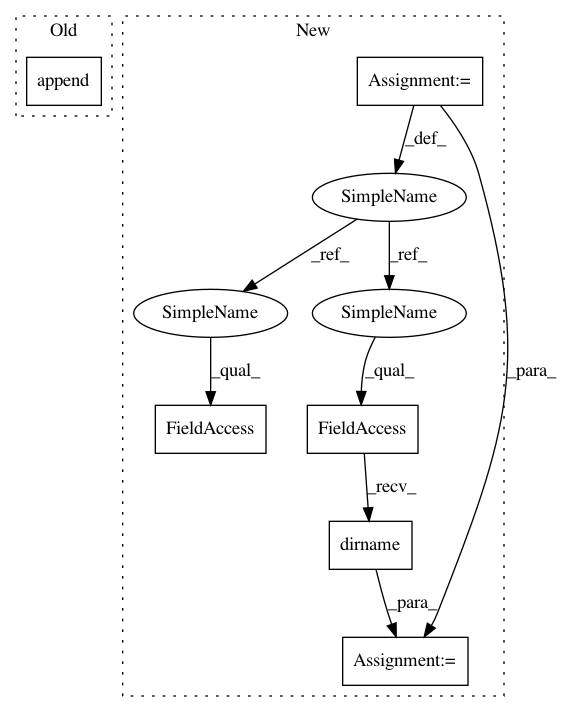 Old
New
append
Assignment:=
_def_
SimpleName
_ref_
_ref_
SimpleName
SimpleName
_qual_
_qual_
_para_
FieldAccess
FieldAccess
_recv_
dirname
_para_
Assignment:=